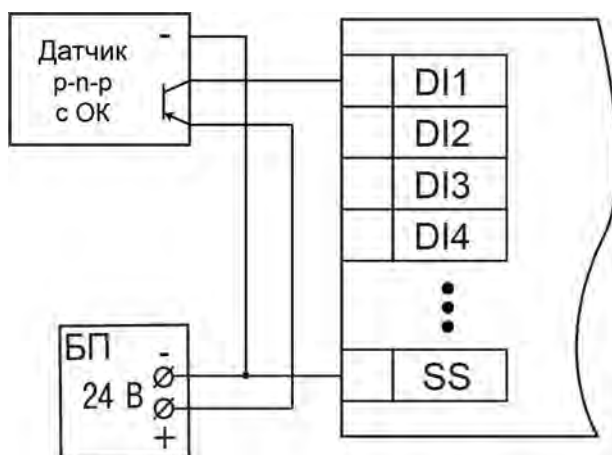 Датчик
p-n-p
с ОК
-
DI1
DI2
DI3
DI4
SS
БП
24 В
-
+